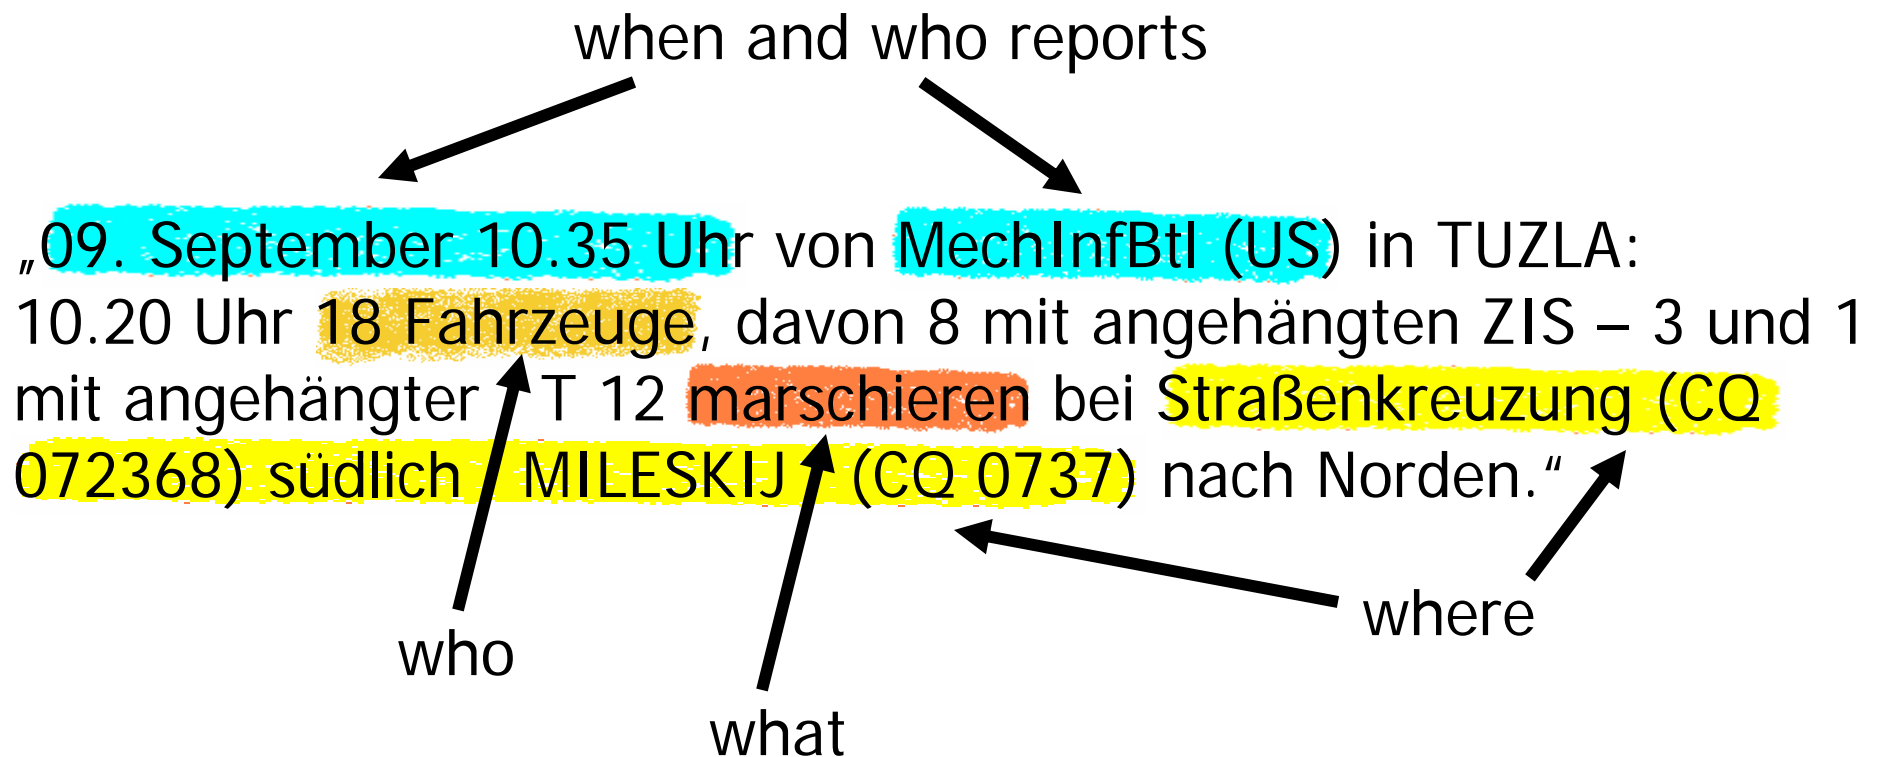 when and who reports
„09. September 10.35 Uhr von MechInfBtl (US) in TUZLA:
10.20 Uhr 18 Fahrzeuge, davon 8 mit angehängten ZIS – 3 und 1
mit angehängter T 12 marschieren bei Straßenkreuzung (CQ
072368) südlich MILESKIJ (CQ 0737) nach Norden.“
where
who
what